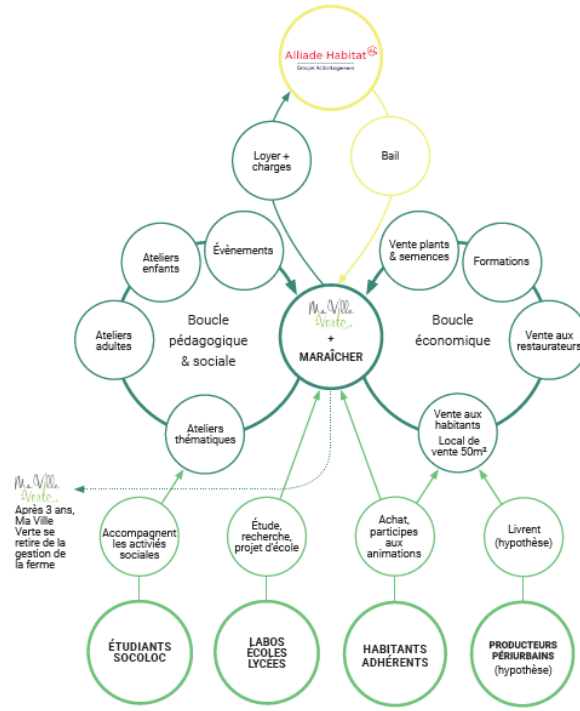 Alliade Habitat
Groupe ActionLogement
Loyer +
charges
Bail
Évènements
Ateliers
enfants
Ateliers
adultes
Ateliers
thématiques
Boucle
pédagogique
& sociale
Ma Ville
Verte
+
MARAÎCHER
Vente plants
& semences
Formations
Vente aux
restaurateurs
Boucle
économique
Vente aux
habitants
Local de
vente 50m²
Ma Ville
Verte
Après 3 ans,
Ma Ville
Verte se
retire de la
gestion de
la ferme
Accompagnent
les activiés
sociales
Étude,
recherche,
projet d'école
Achat,
participes
aux
animations
Livrent
(hypothèse)
ÉTUDIANTS
SOCOLOC
LABOS
ÉCOLES
LYCÉES
HABITANTS
ADHÉRENTS
PRODUCTEURS
PÉRIURBAINS
(hypothèse)